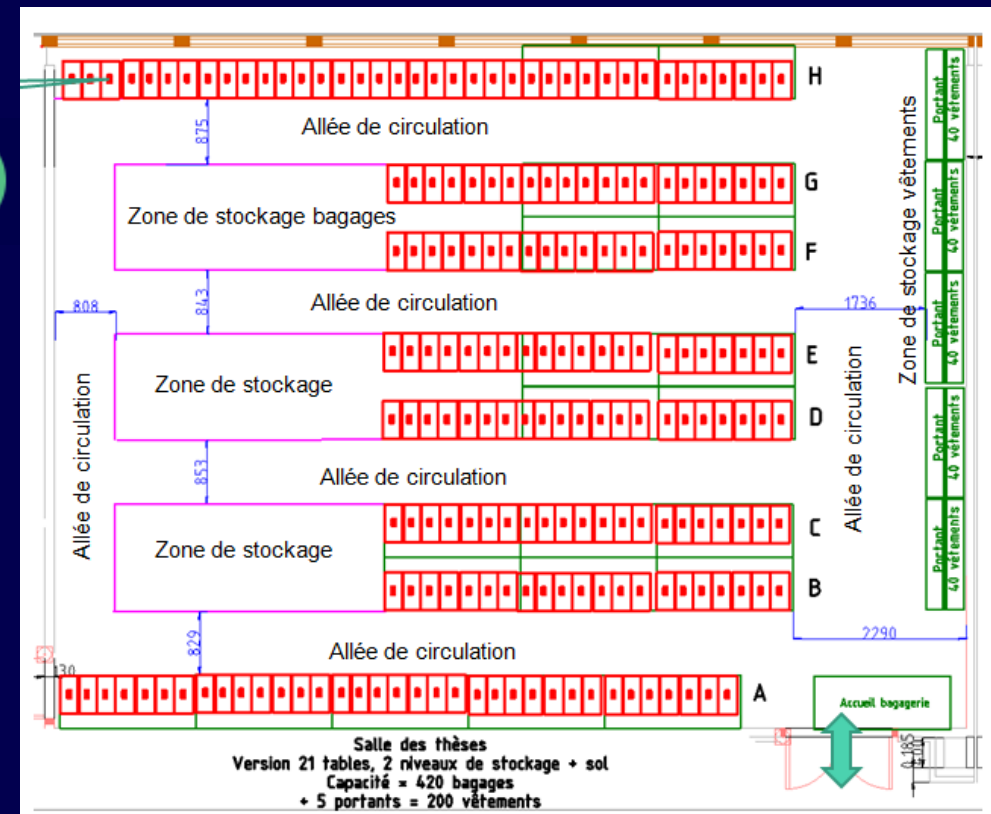 H
Allée de circulation
875
G
Zone de stockage bagages
F
843
Allée de circulation
808
1736
E
Zone de stockage
D
853
Allée de circulation
C
Zone de stockage
B
829
2290
Allée de circulation
130
A
Allée de circulation
Allée de circulation
Zone de stockage vêtements
Portant
40 vêtements
Portant
40 vêtements
Portant
40 vêtements
Portant
40 vêtements
Portant
40 vêtements
Accueil bagagerie
Salle des thèses
Version 21 tables, 2 niveaux de stockage + sol
Capacité = 420 bagages
+ 5 portants = 200 vêtements